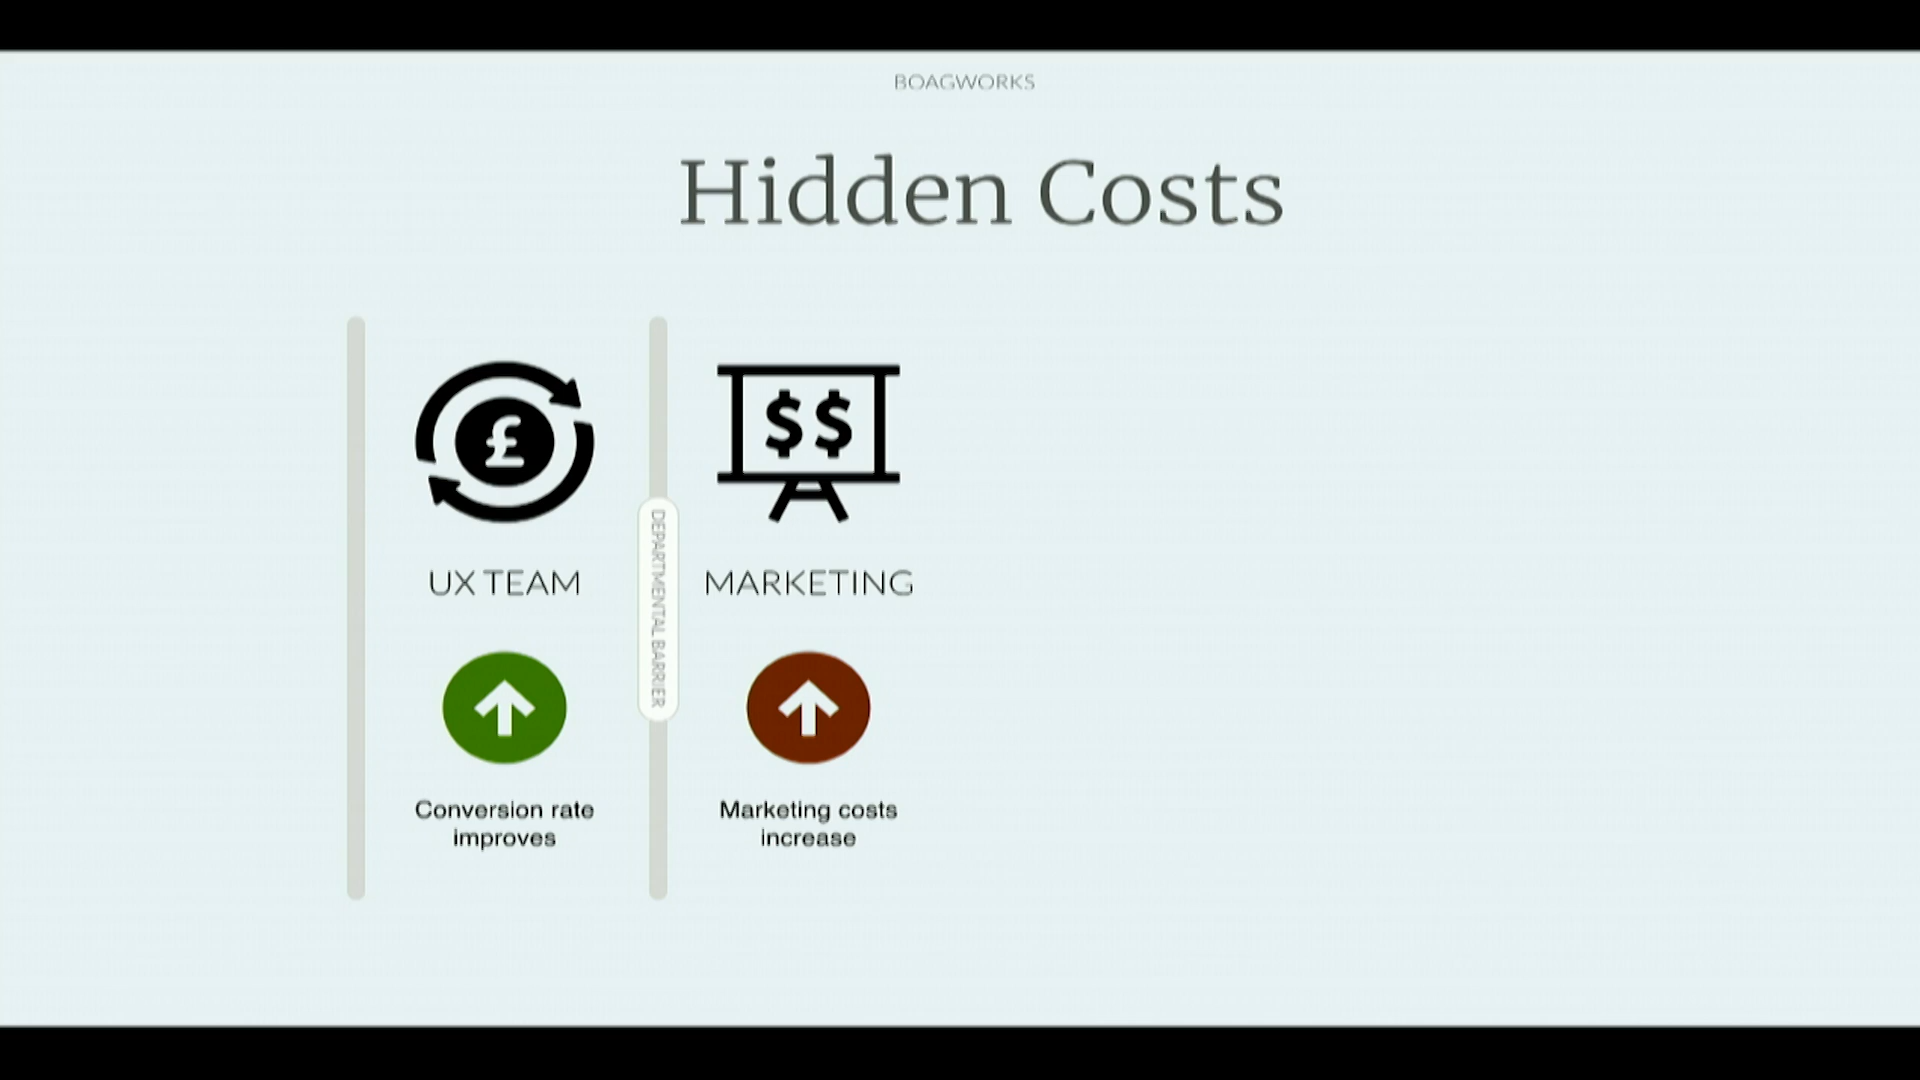 BOAGWORKS
Hidden Costs
£
$$
UX TEAM
DEPARTMENTAL BARRIER
MARKETING
Conversion rate
improves
Marketing costs
increase